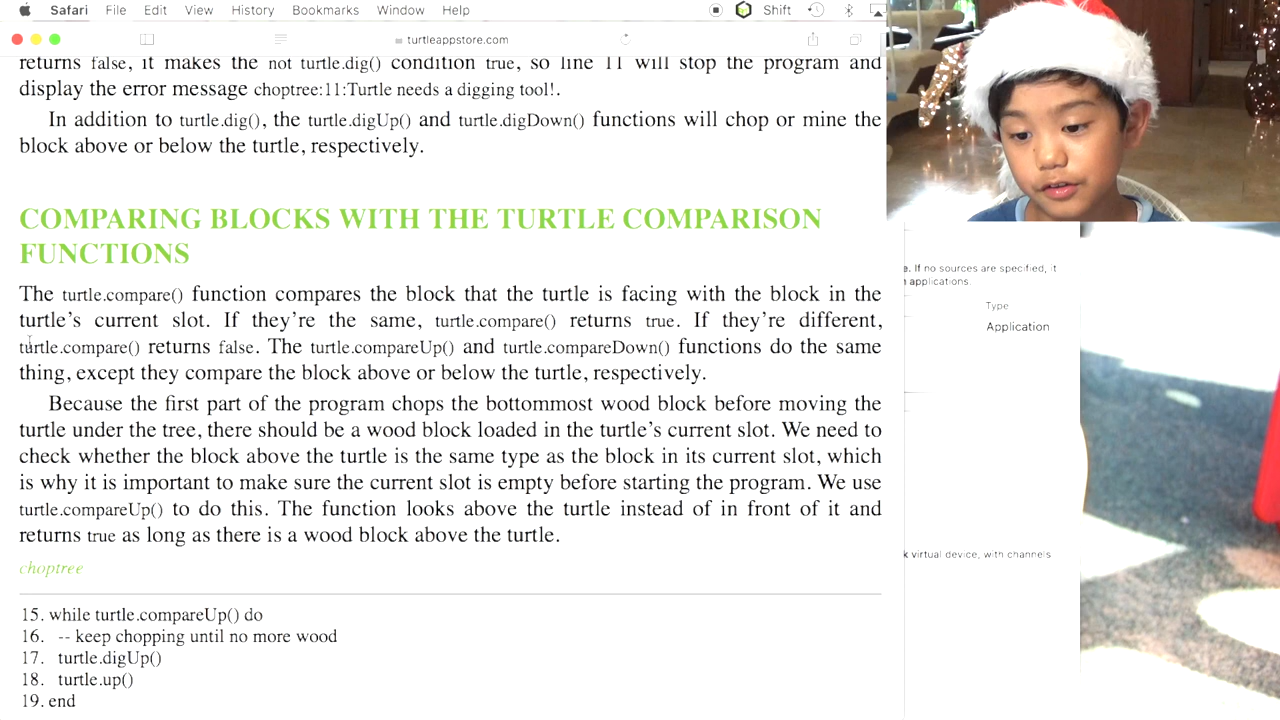 Safari File Edit View History Bookmarks Window Help Shift
turtleappstore.com
returns false, it makes the not turtle.dig() condition true, so line 11 will stop the program and
display the error message choptree:11:Turtle needs a digging tool!.
In addition to turtle.dig(), the turtle.digUp() and turtle.digDown() functions will chop or mine the
block above or below the turtle, respectively.
COMPARING BLOCKS WITH THE TURTLE COMPARISON
FUNCTIONS
The turtle.compare() function compares the block that the turtle is facing with the block in the
turtle's current slot. If they're the same, turtle.compare() returns true. If they're different,
turtle.compare() returns false. The turtle.compareUp() and turtle.compareDown() functions do the same
thing, except they compare the block above or below the turtle, respectively.
Because the first part of the program chops the bottommost wood block before moving the
turtle under the tree, there should be a wood block loaded in the turtle's current slot. We need to
check whether the block above the turtle is the same type as the block in its current slot, which
is why it is important to make sure the current slot is empty before starting the program. We use
turtle.compareUp() to do this. The function looks above the turtle instead of in front of it and
returns true as long as there is a wood block above the turtle.
choptree
15. while turtle.compareUp() do
16. -- keep chopping until no more wood
17. turtle.digUp()
18. turtle.up()
19. end
e. If no sources are specified, it
applications.
Type
Application
virtual device, with channels